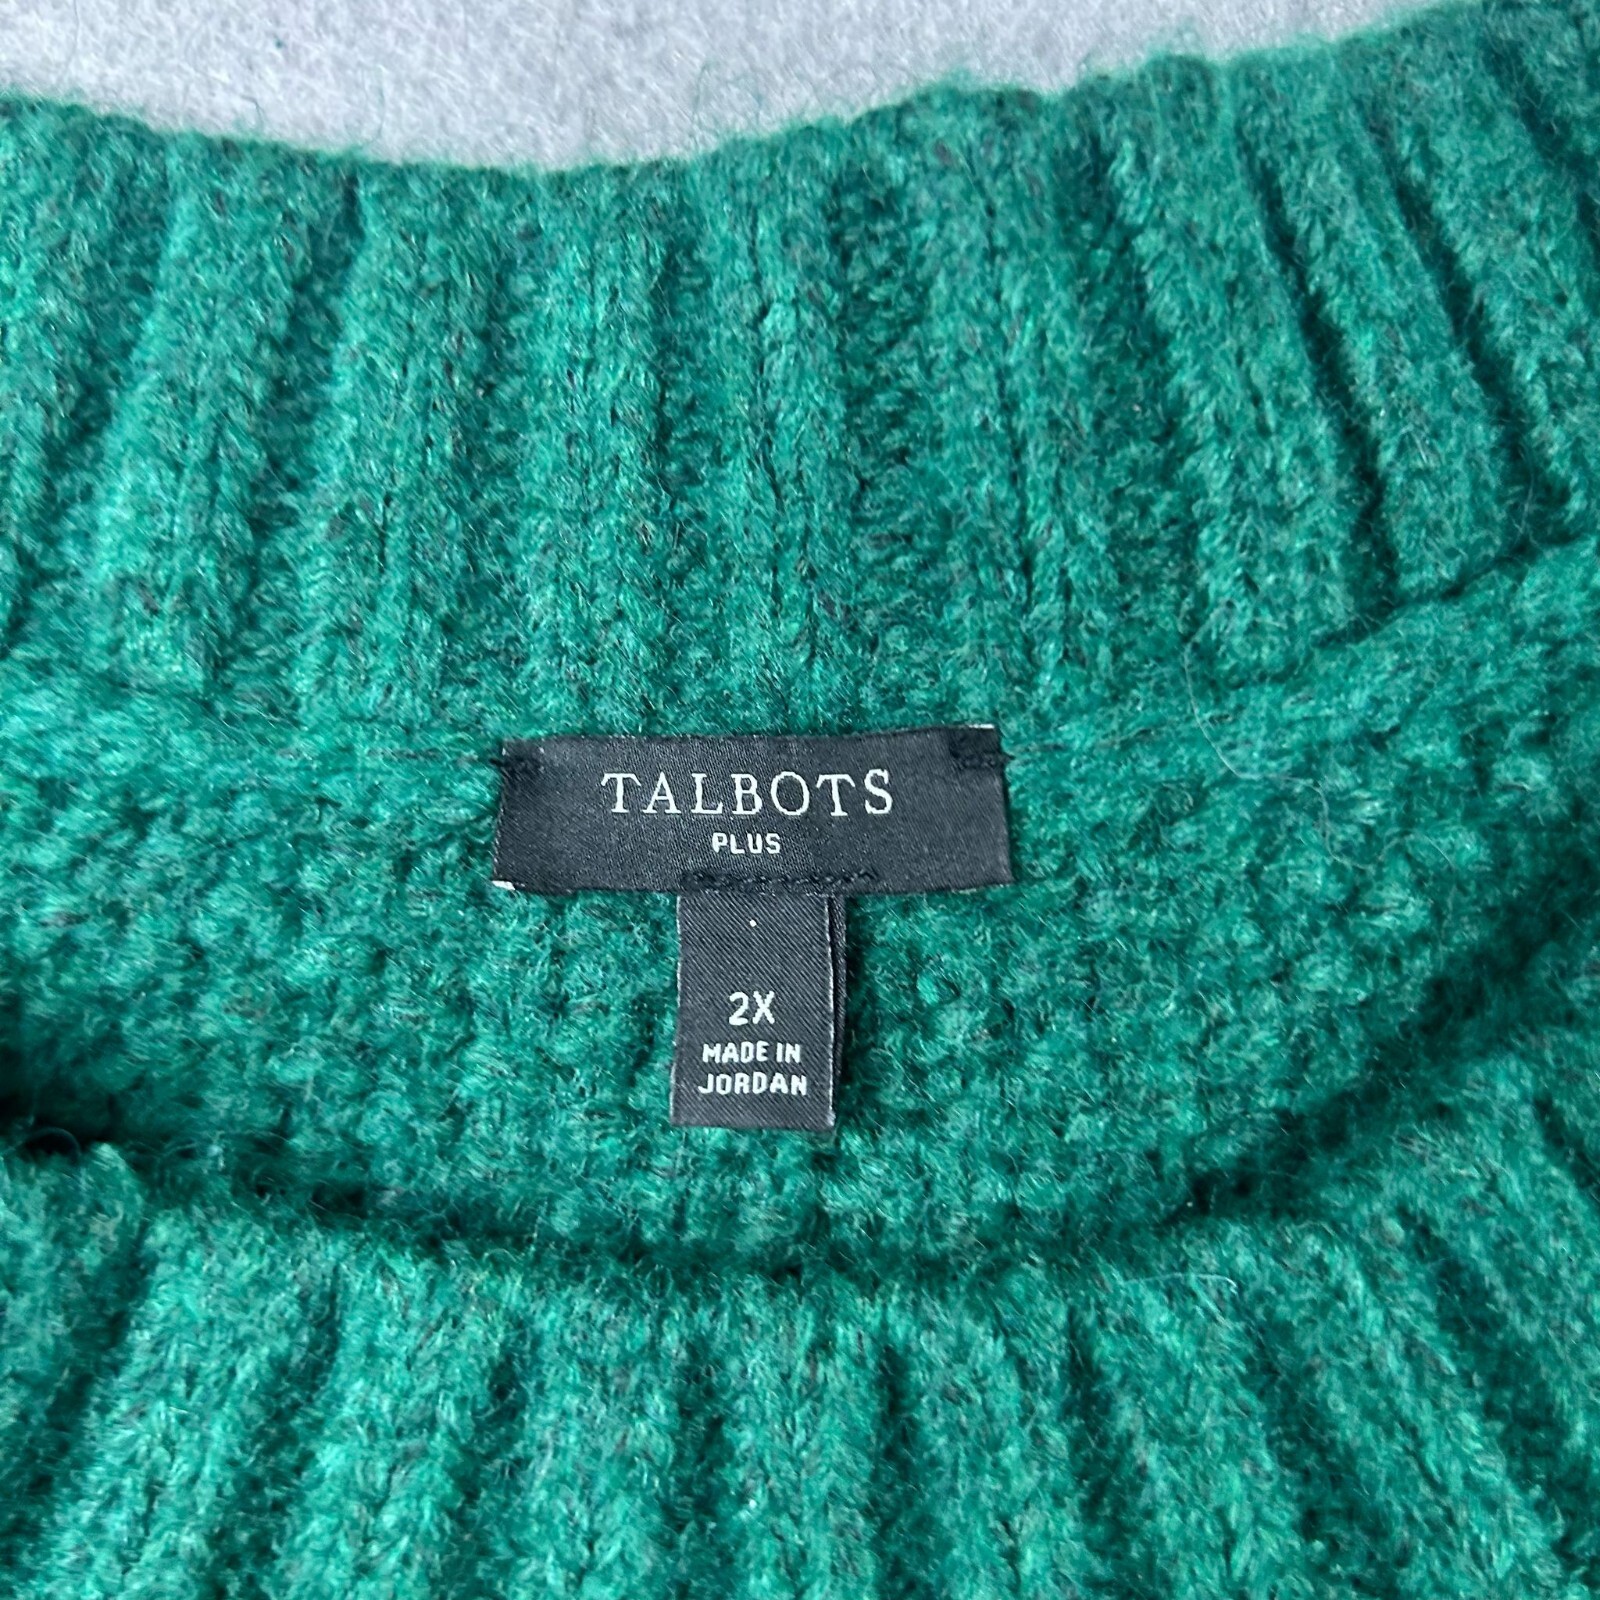 TALBOTS
PLUS
2X
MADE IN
JORDAN